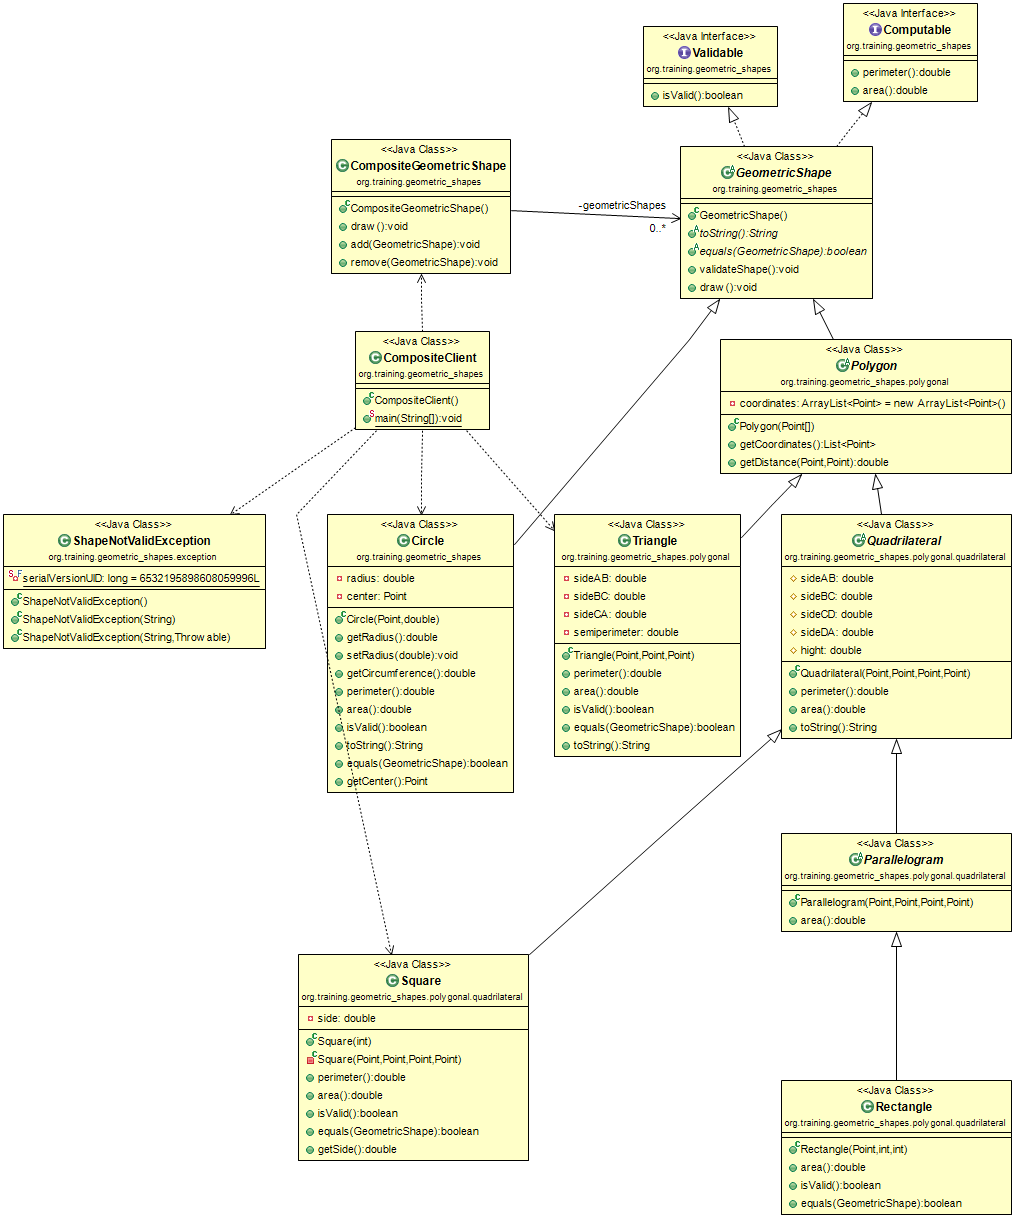 <<Java Interface>>
Validable
org.training.geometric_shapes
isValid():boolean
<<Java Interface>>
Computable
org.training.geometric_shapes
perimeter():double
area():double
<<Java Class>>
CompositeGeometricShape
org.training.geometric_shapes
CompositeGeometricShape()
draw():void
add(GeometricShape):void
remove(GeometricShape):void
-geometricShapes
0..*
<<Java Class>>
GeometricShape
org.training.geometric_shapes
GeometricShape()
toString():String
equals(GeometricShape):boolean
validateShape():void
draw():void
<<Java Class>>
CompositeClient
org.training.geometric_shapes
CompositeClient()
main(String[]):void
<<Java Class>>
Polygon
org.training.geometric_shapes.polygonal
coordinates: ArrayList<Point> = new ArrayList<Point>()
Polygon(Point[])
getCoordinates():List<Point>
getDistance(Point,Point):double
<<Java Class>>
ShapeNotValidException
org.training.geometric_shapes.exception
serialVersionUID: long = 6532195898608059996L
ShapeNotValidException()
ShapeNotValidException(String)
ShapeNotValidException(String,Throwable)
<<Java Class>>
Circle
org.training.geometric_shapes
radius: double
center: Point
Circle(Point,double)
getRadius():double
setRadius(double):void
getCircumference():double
perimeter():double
area():double
isValid():boolean
toString():String
equals(GeometricShape):boolean
getCenter():Point
<<Java Class>>
Triangle
org.training.geometric_shapes.polygonal
sideAB: double
sideBC: double
sideCA: double
semiperimeter: double
Triangle(Point,Point,Point)
perimeter():double
area():double
isValid():boolean
equals(GeometricShape):boolean
toString():String
<<Java Class>>
Quadrilateral
org.training.geometric_shapes.polygonal.quadrilateral
sideAB: double
sideBC: double
sideCD: double
sideDA: double
hight: double
Quadrilateral(Point,Point,Point,Point)
perimeter():double
area():double
toString():String
<<Java Class>>
Parallelogram
org.training.geometric_shapes.polygonal.quadrilateral
Parallelogram(Point,Point,Point,Point)
area():double
<<Java Class>>
Square
org.training.geometric_shapes.polygonal.quadrilateral
side: double
Square(int)
Square(Point,Point,Point,Point)
perimeter():double
area():double
isValid():boolean
equals(GeometricShape):boolean
getSide():double
<<Java Class>>
Rectangle
org.training.geometric_shapes.polygonal.quadrilateral
Rectangle(Point,int,int)
area():double
isValid():boolean
equals(GeometricShape):boolean